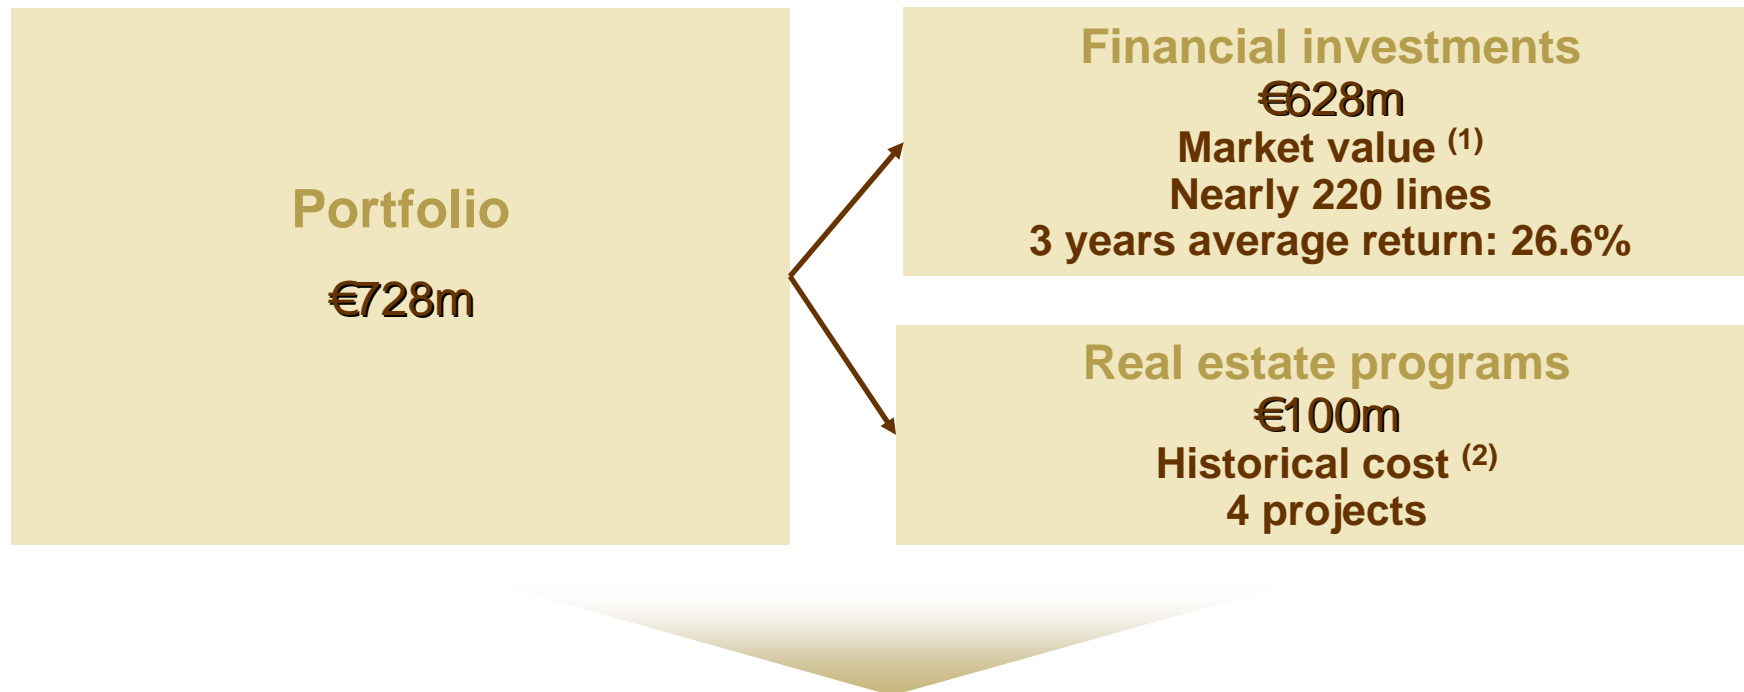 Portfolio
€728m
Financial investments
€628m
Market value (1)
Nearly 220 lines
3 years average return: 26.6%
Real estate programs
€100m
Historical cost (2)
4 projects